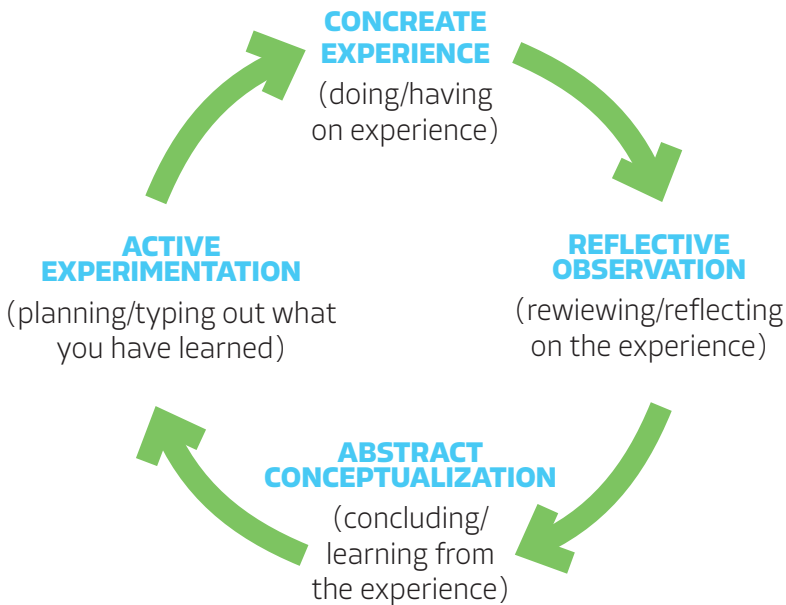 CONCREATE
EXPERIENCE
(doing/having
on experience)
REFLECTIVE
OBSERVATION
(rewiewing/reflecting
on the experience)
ABSTRACT
CONCEPTUALIZATION
(concluding/
learning from
the experience)
ACTIVE
EXPERIMENTATION
(planning/typing out what
you have learned)